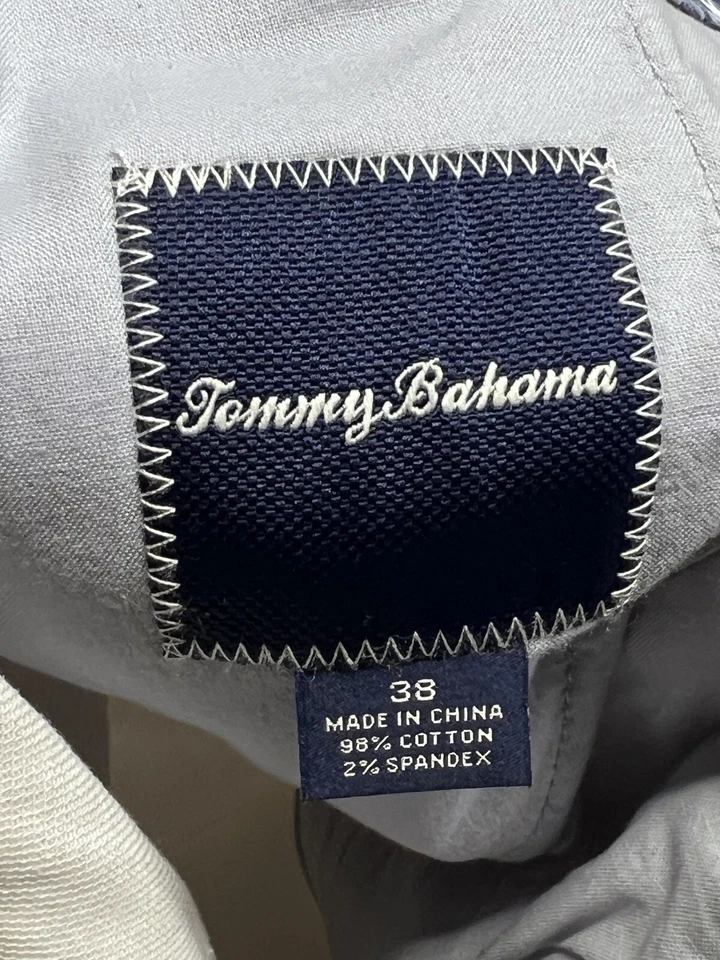 Tommy Bahama
38
MADE IN CHINA
98% COTTON
2% SPANDEX